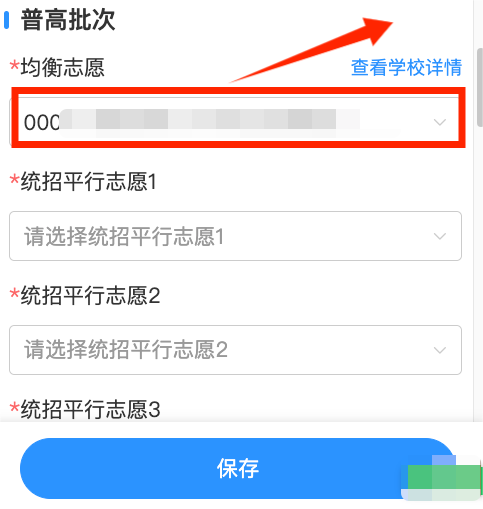 普高批次
*均衡志愿 查看学校详情
000
*统招平行志愿1
请选择统招平行志愿1
*统招平行志愿2
请选择统招平行志愿2
*统招平行志愿3
保存